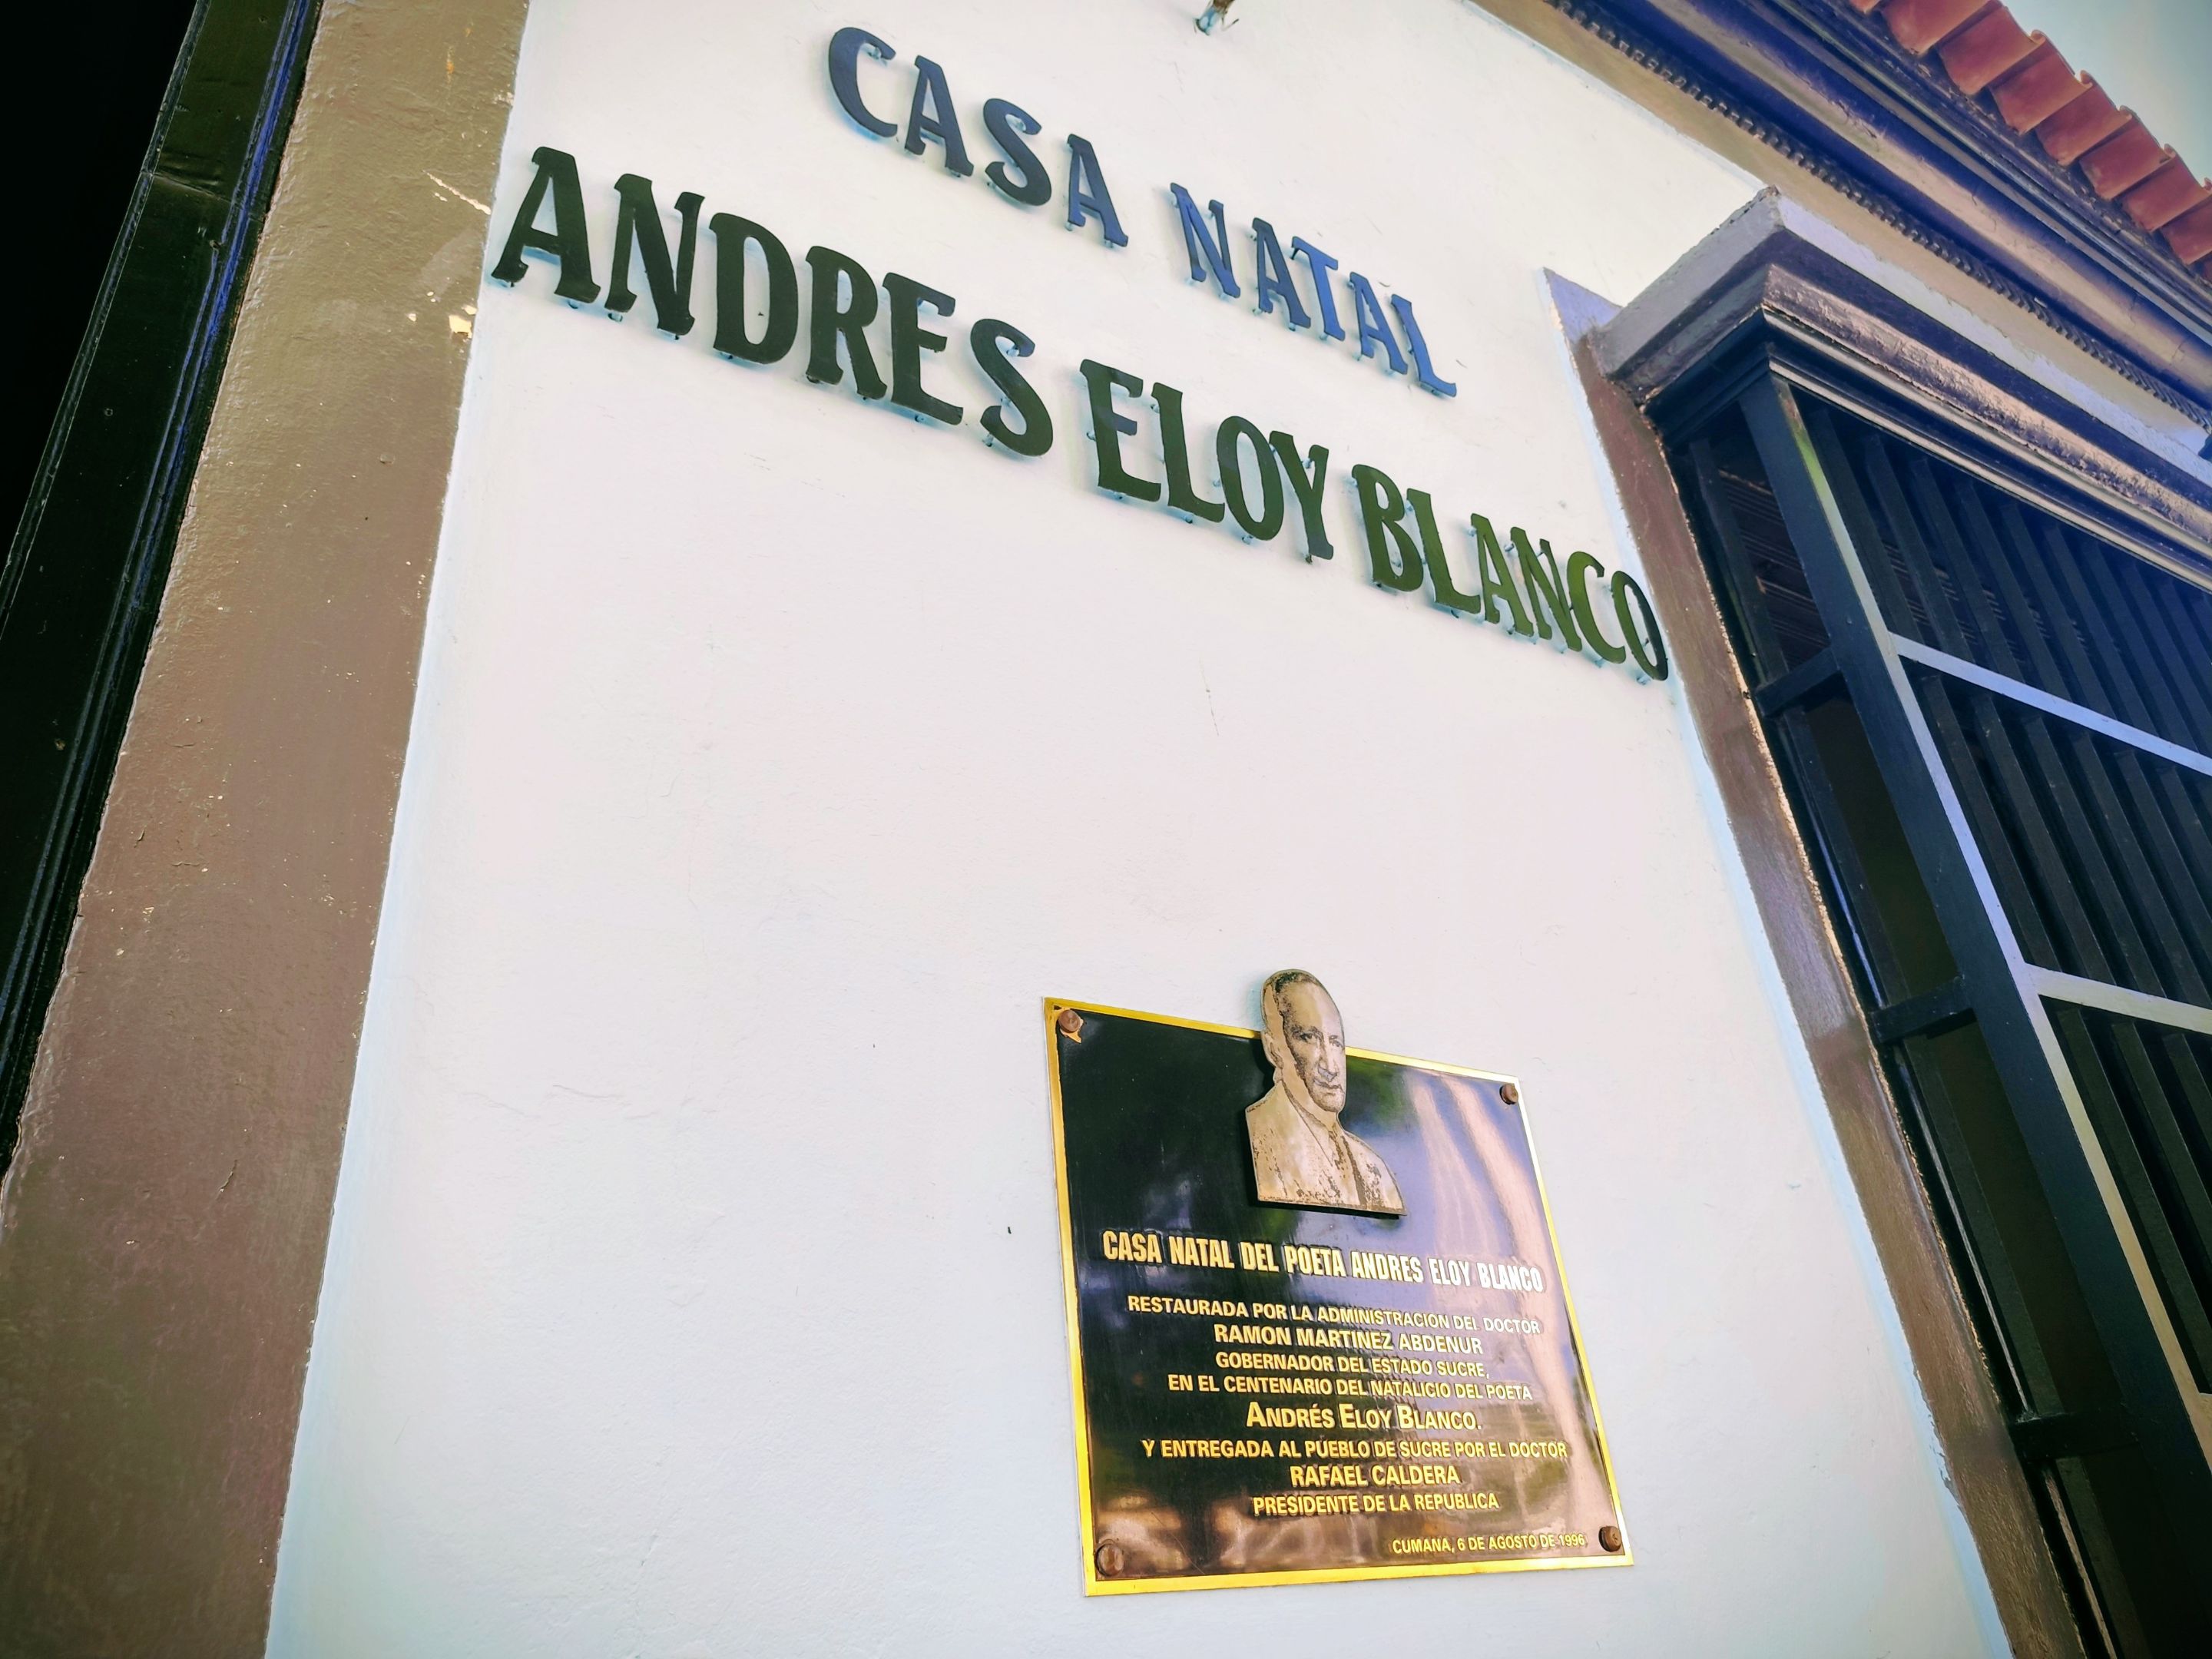 CASA NATAL
ANDRES ELOY BLANCO
CASA NATAL DEL POETA ANDRES ELOY BLANCO
RESTAURADA POR LA ADMINISTRACION DEL DOCTOR
RAMON MARTINEZ ABDENUR
GOBERNADOR DEL ESTADO SUCRE,
EN EL CENTENARIO DEL NATALICIO DEL POETA
ANDRÉS ELOY BLANCO.
Y ENTREGADA AL PUEBLO DE SUCRE POR EL DOCTOR
RAFAEL CALDERA
PRESIDENTE DE LA REPUBLICA
CUMANA, 6 DE AGOSTO DE 1996